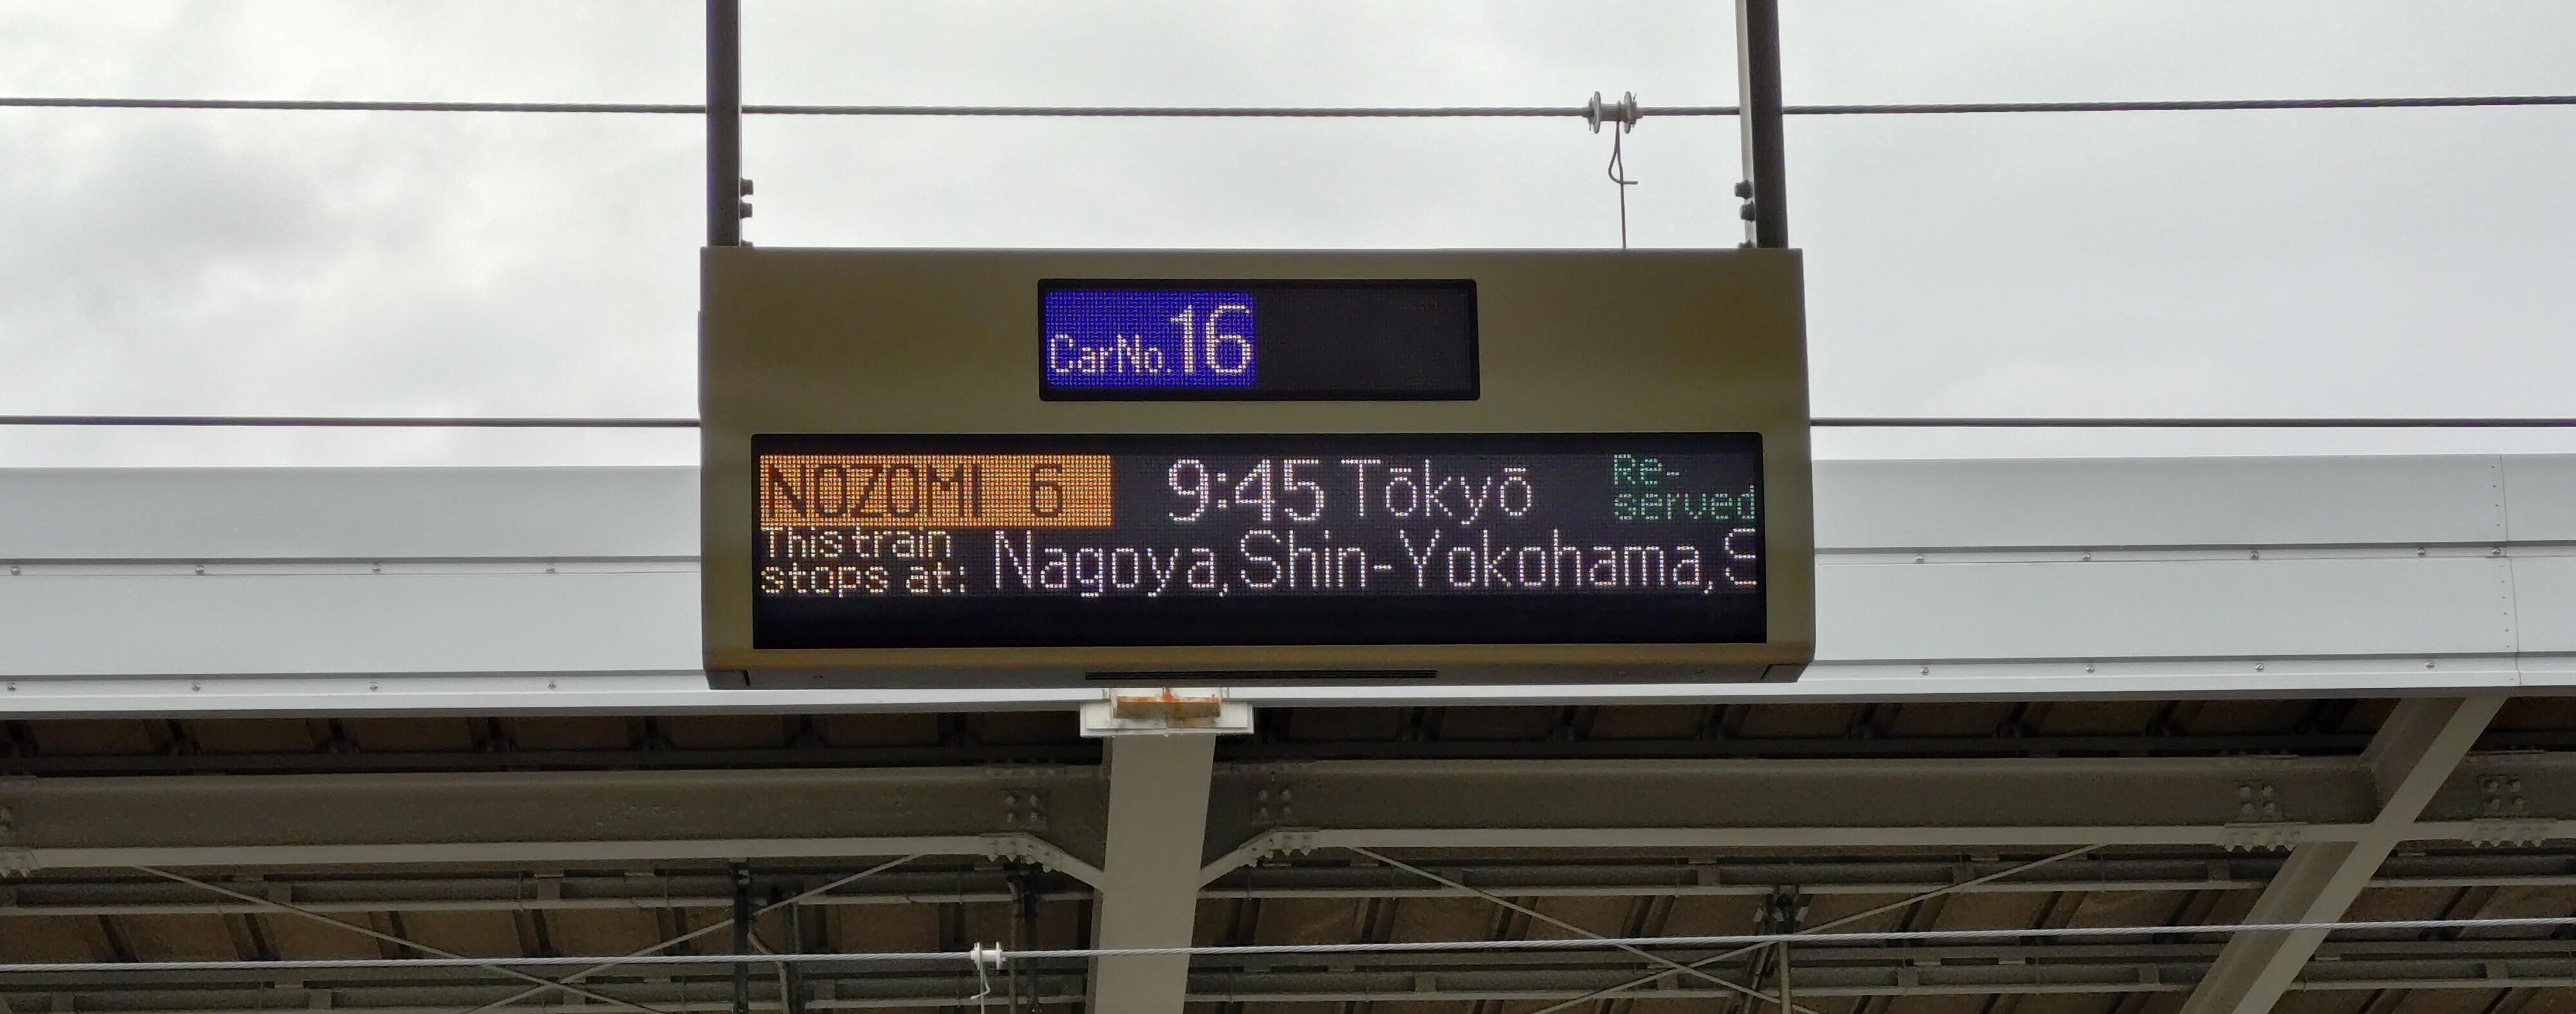 CarNo.16
NOZOMI 6 9:45 Tōkyō Re-served
This train stops at: Nagoya, Shin-Yokohama, S